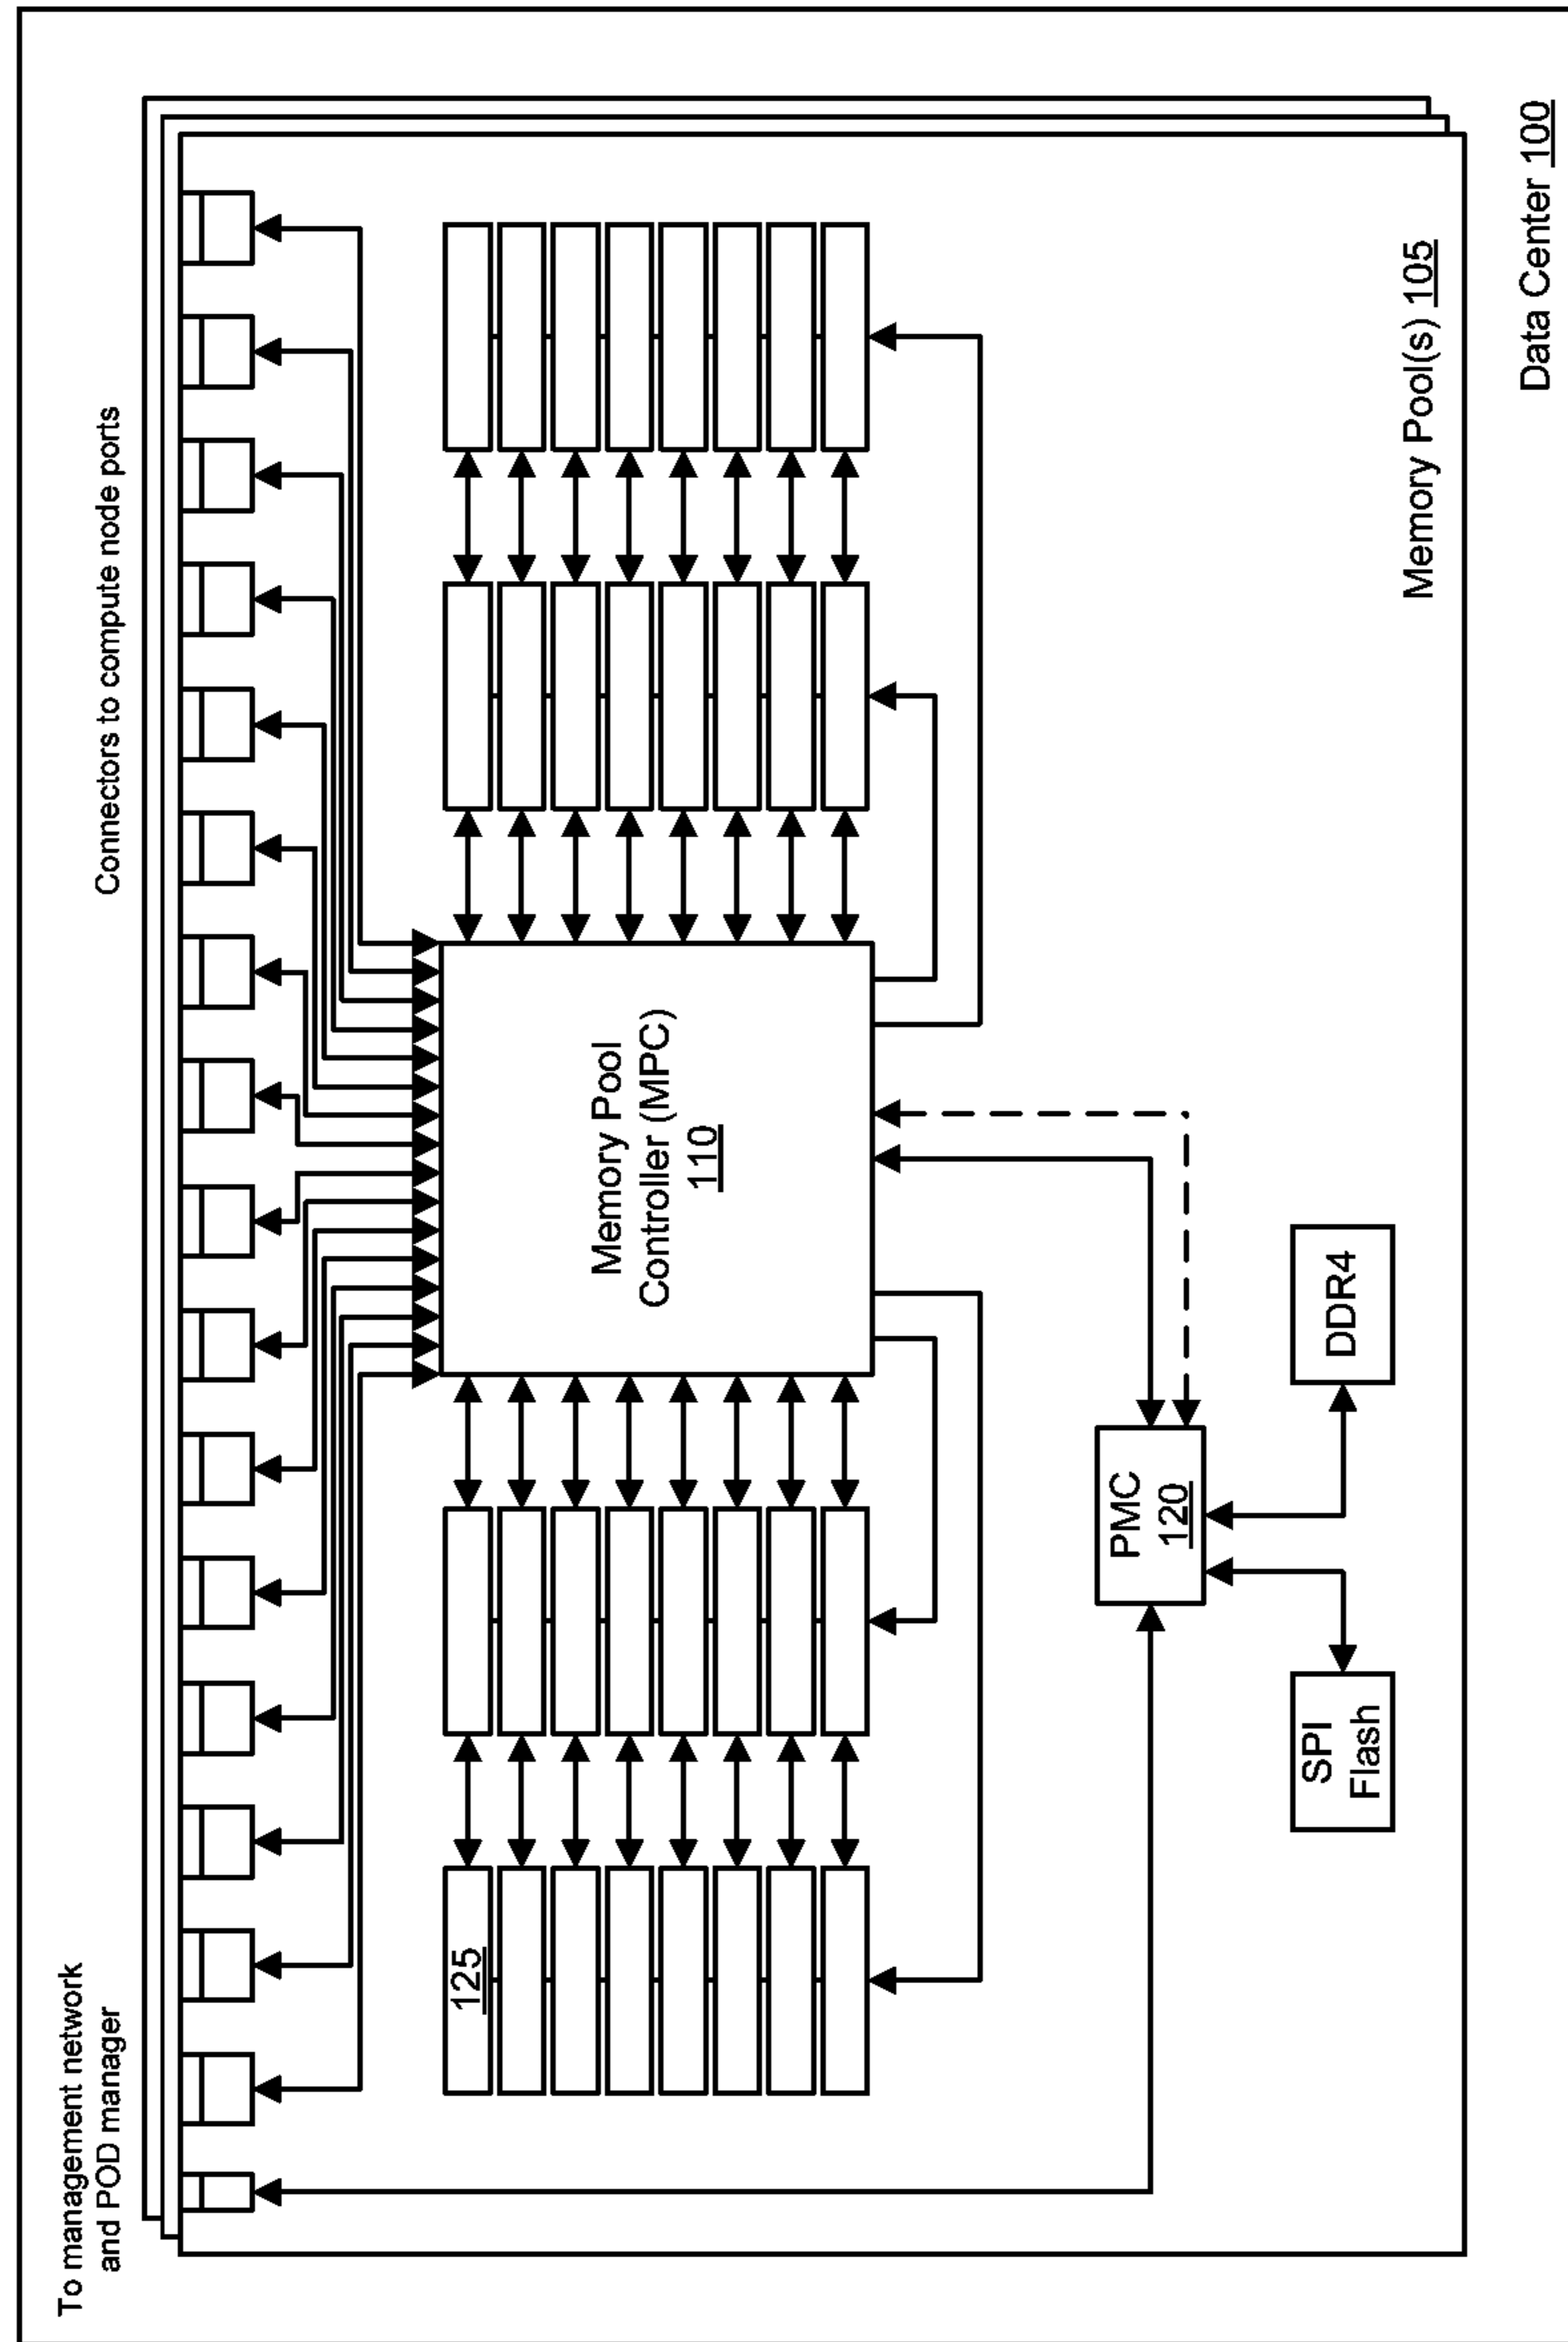 To management network
and POD manager
Connectors to compute node ports
125
Memory Pool
Controller (MPC)
110
PMC
120
SPI
Flash
DDR4
Memory Pool(s) 105
Data Center 100